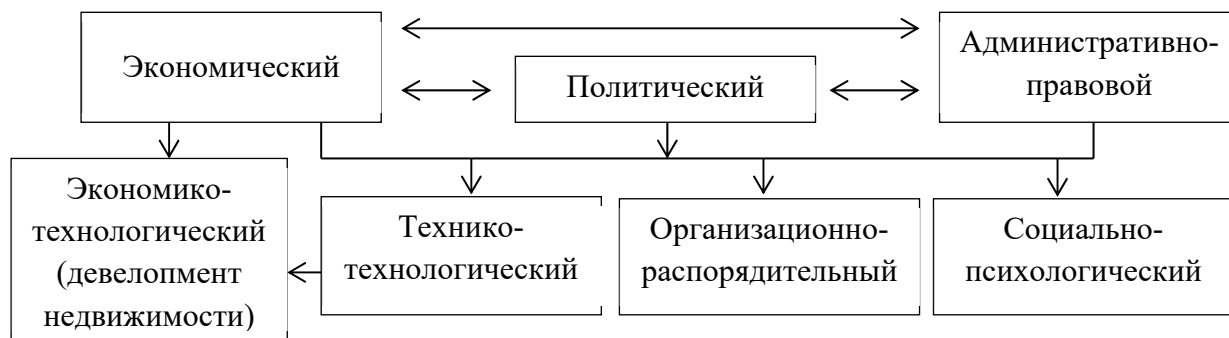 Экономический
Политический
Административно-
правовой
Экономико-
технологический
(девелопмент
недвижимости)
Технико-
технологический
Организационно-
распорядительный
Социально-
психологический